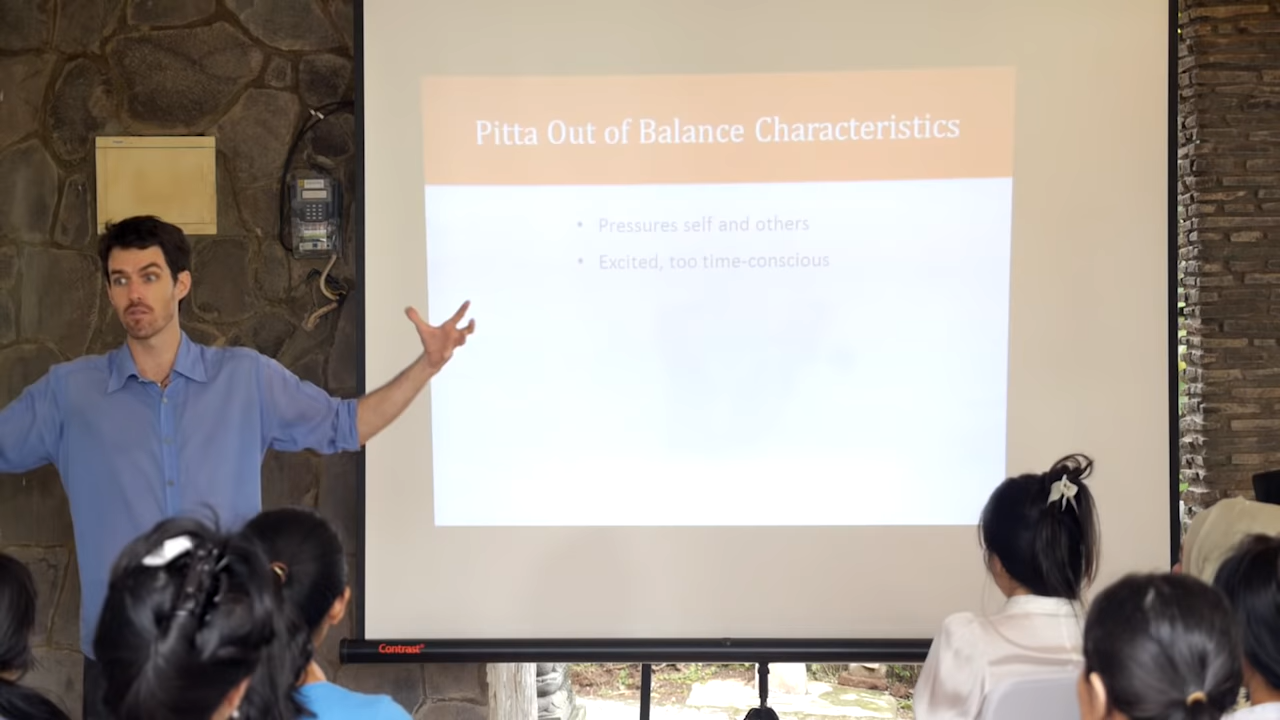 Pitta Out of Balance Characteristics
• Pressures self and others
• Excited, too time-conscious
Contrast®